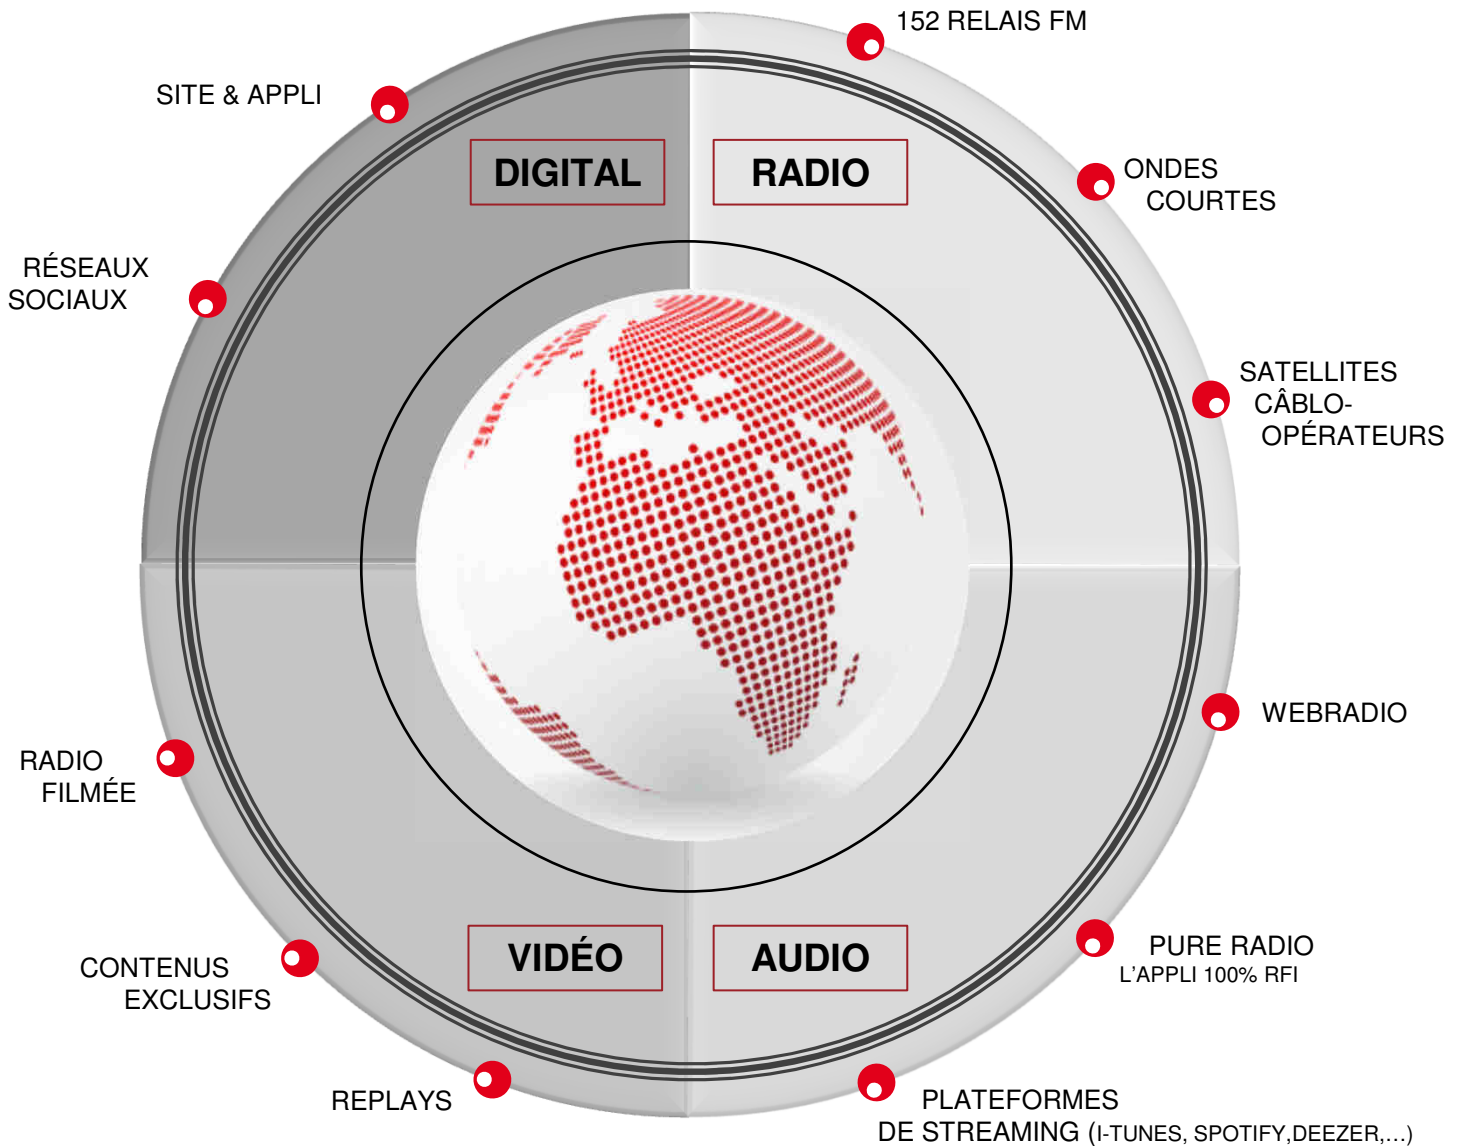 152 RELAIS FM
SITE & APPLI
DIGITAL
RADIO
ONDES
COURTES
RÉSEAUX
SOCIAUX
SATELLITES
CÂBLO-
OPÉRATEURS
WEBRADIO
RADIO
FILMÉE
VIDÉO
AUDIO
PURE RADIO
L'APPLI 100% RFI
CONTENUS
EXCLUSIFS
REPLAYS
PLATEFORMES
DE STREAMING (I-TUNES, SPOTIFY,DEEZER,...)